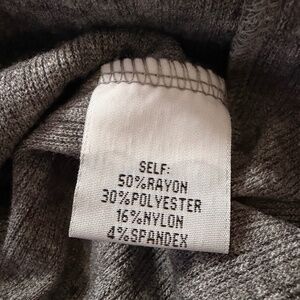 SELF:
50%RAYON
30%POLYESTER
16%NYLON
4%SPANDEX